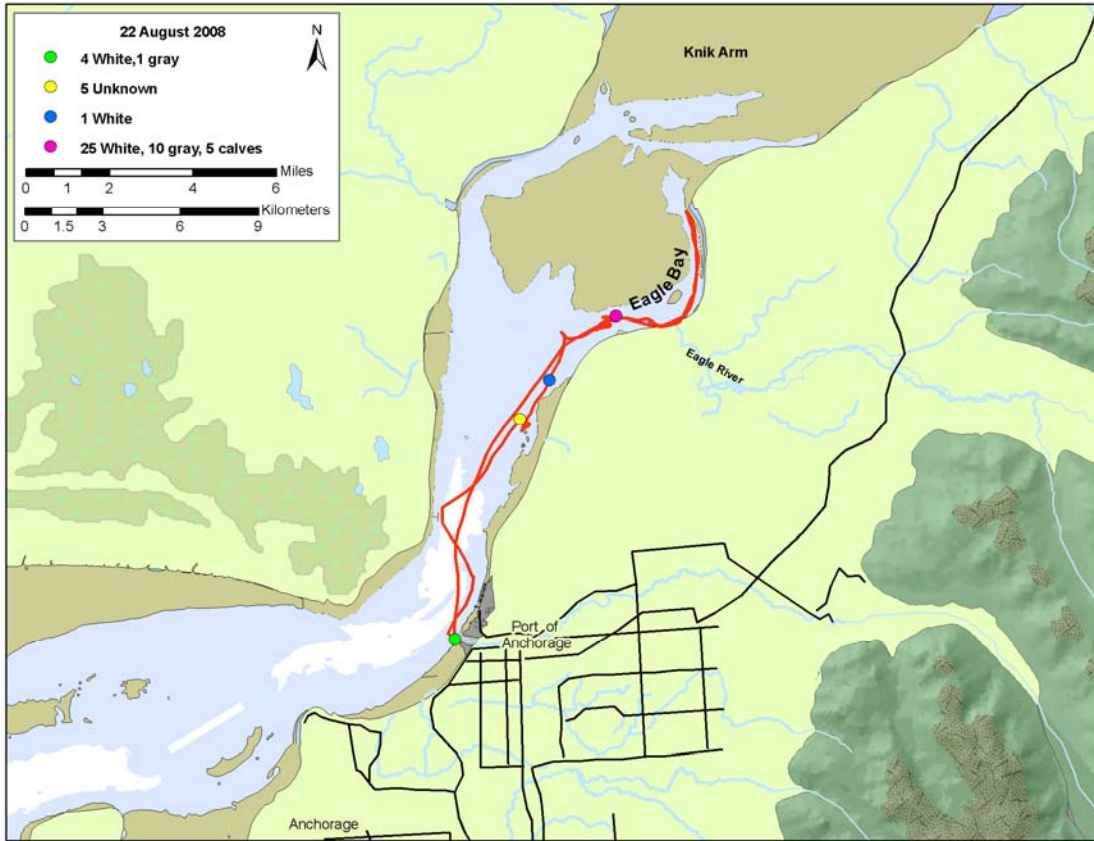 22 August 2008
N
4 White,1 gray
5 Unknown
1 White
25 White, 10 gray, 5 calves
Miles
0 1 2 4 6
Kilometers
0 1.5 3 6 9
Knik Arm
Eagle Bay
Eagle River
Port of
Anchorage
Anchorage